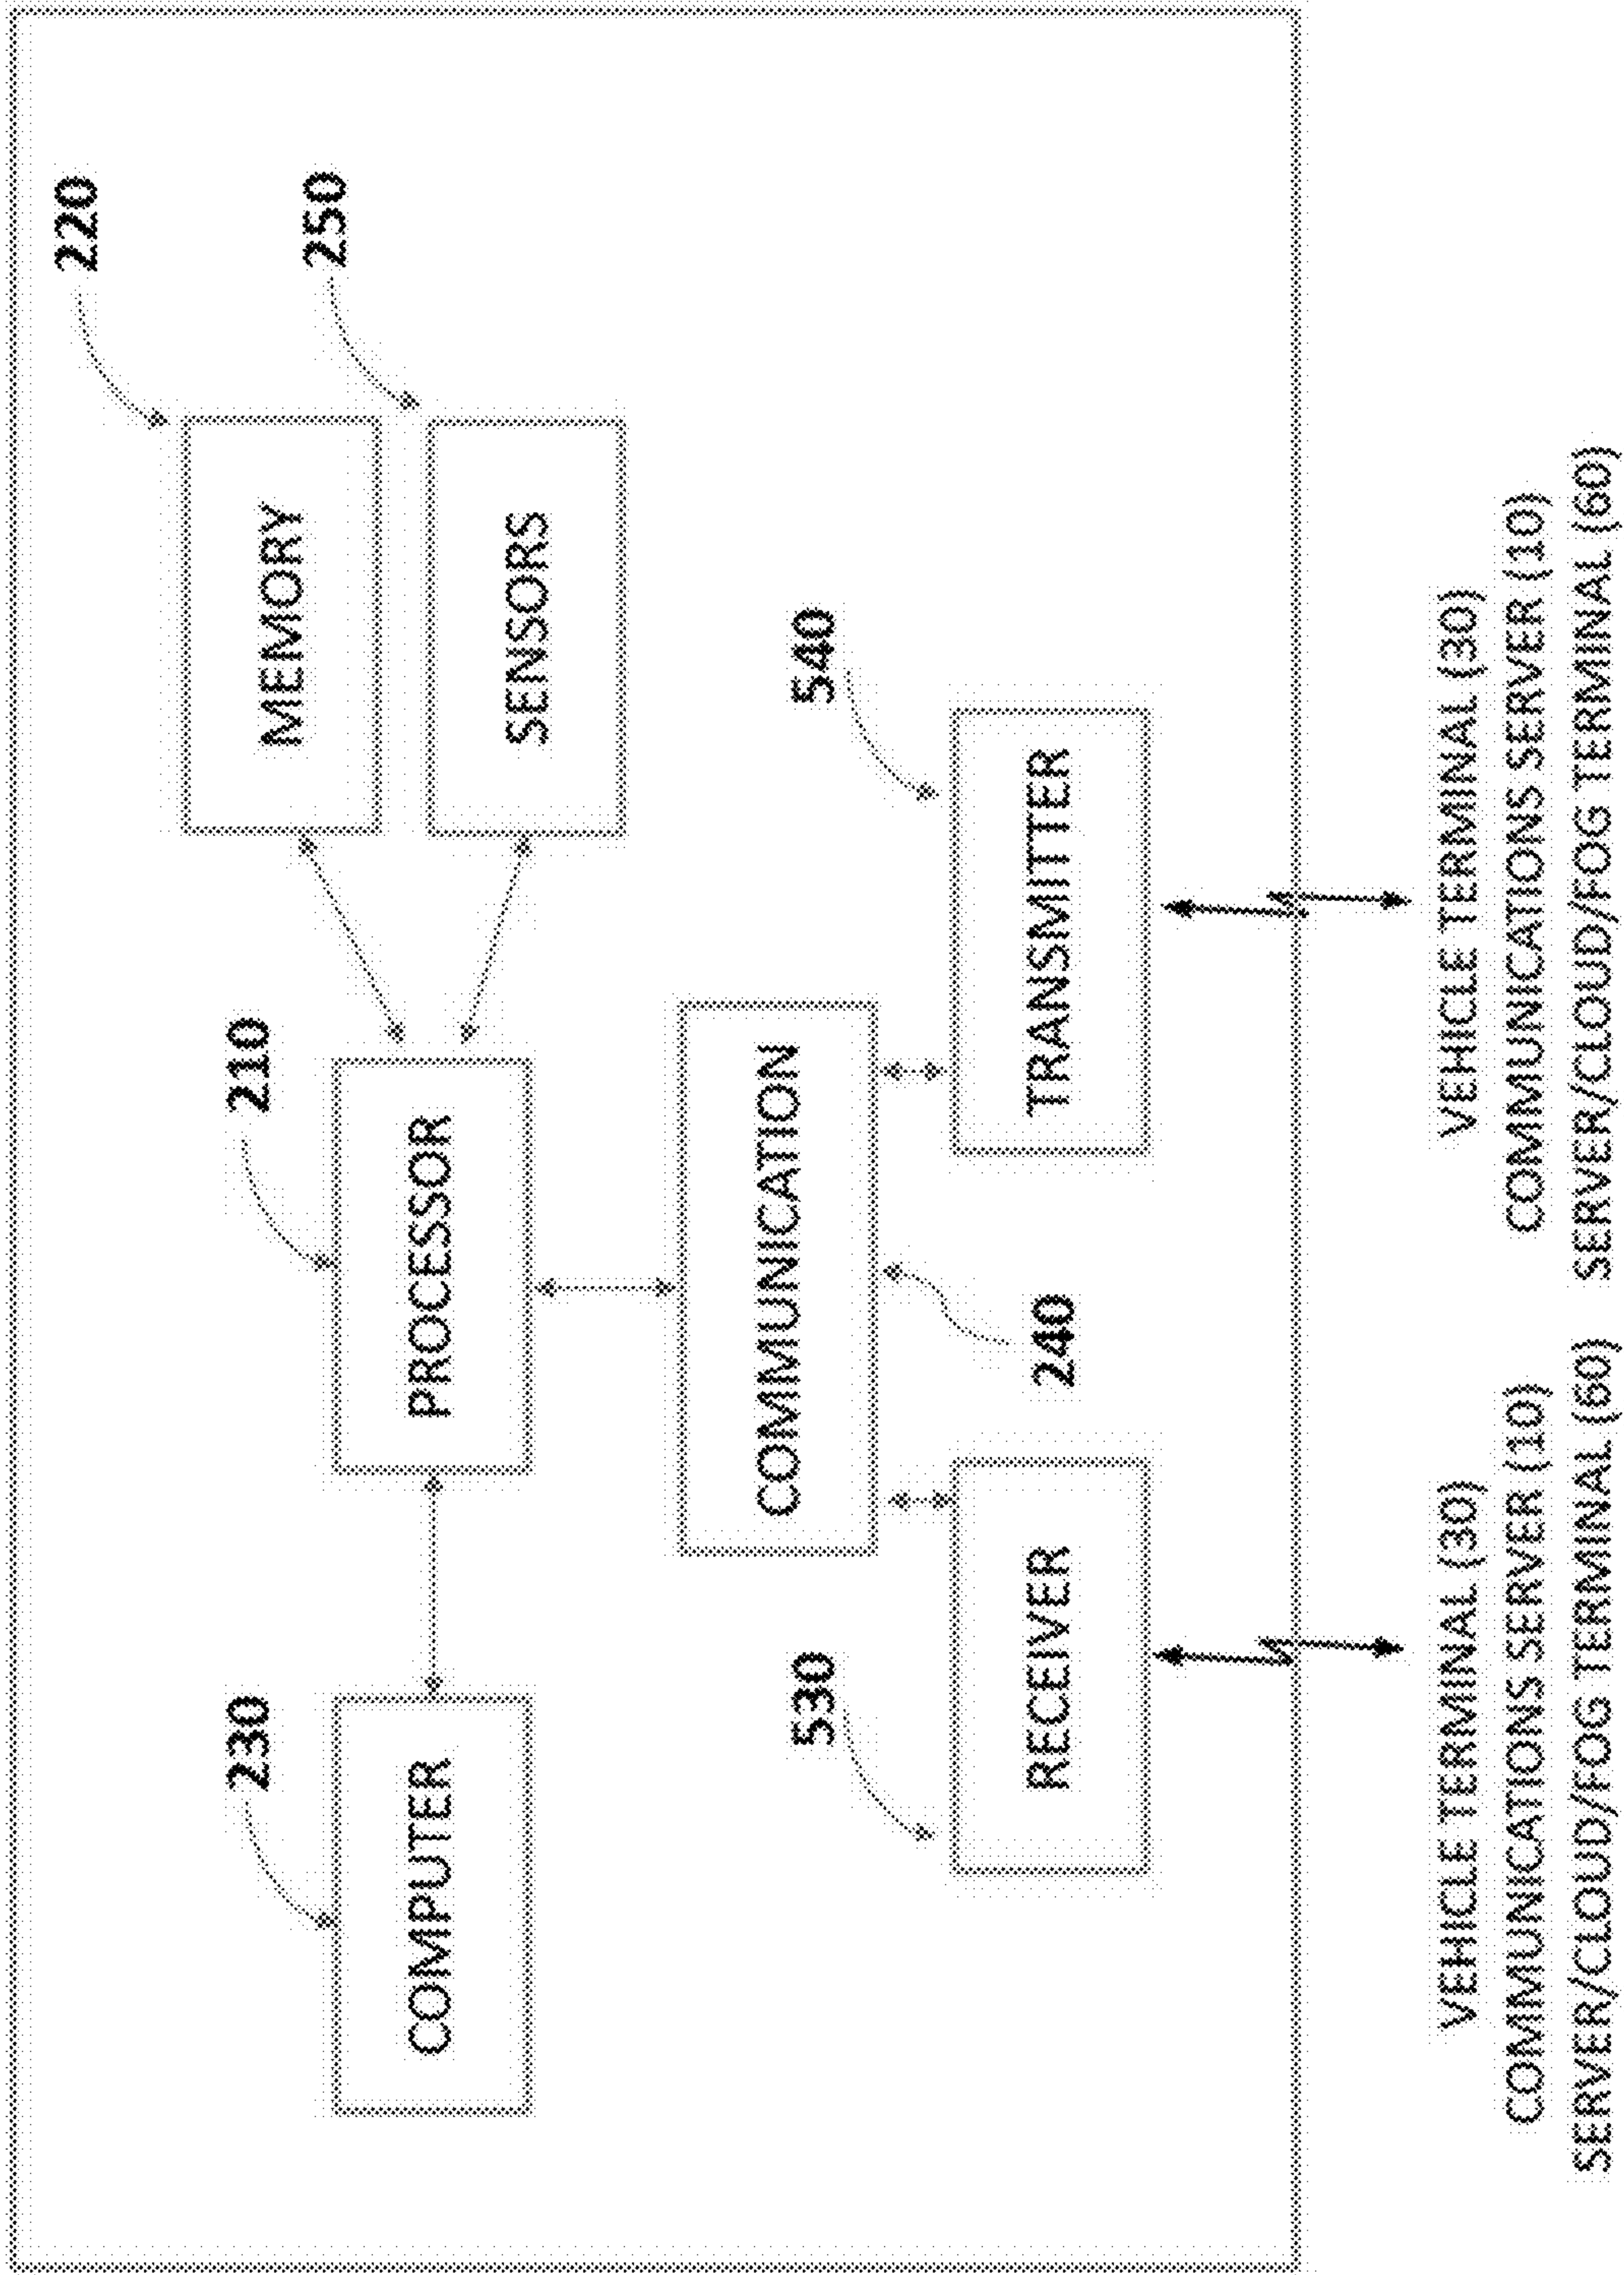 220
250
MEMORY
SENSORS
210
PROCESSOR
230
COMPUTER
COMMUNICATION
240
540
TRANSMITTER
530
RECEIVER
VEHICLE TERMINAL (30)
COMMUNICATIONS SERVER (10)
SERVER/CLOUD/FOG TERMINAL (60)
VEHICLE TERMINAL (30)
COMMUNICATIONS SERVER (10)
SERVER/CLOUD/FOG TERMINAL (60)